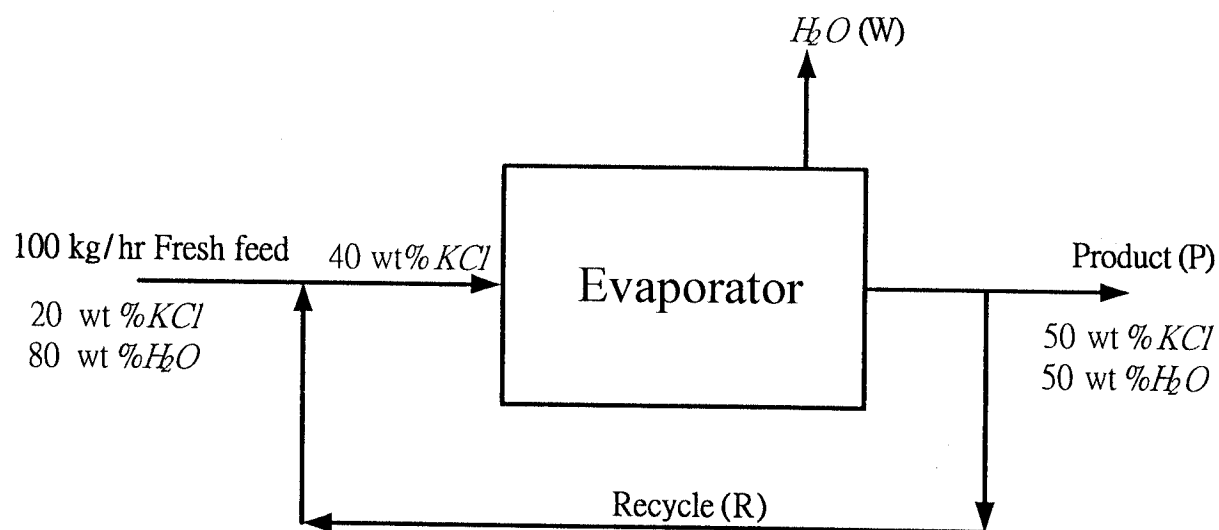 H₂O (W)
100 kg/hr Fresh feed
40 wt% KCl
20 wt % KCl
80 wt % H₂O
Evaporator
Product (P)
50 wt % KCl
50 wt % H₂O
Recycle (R)